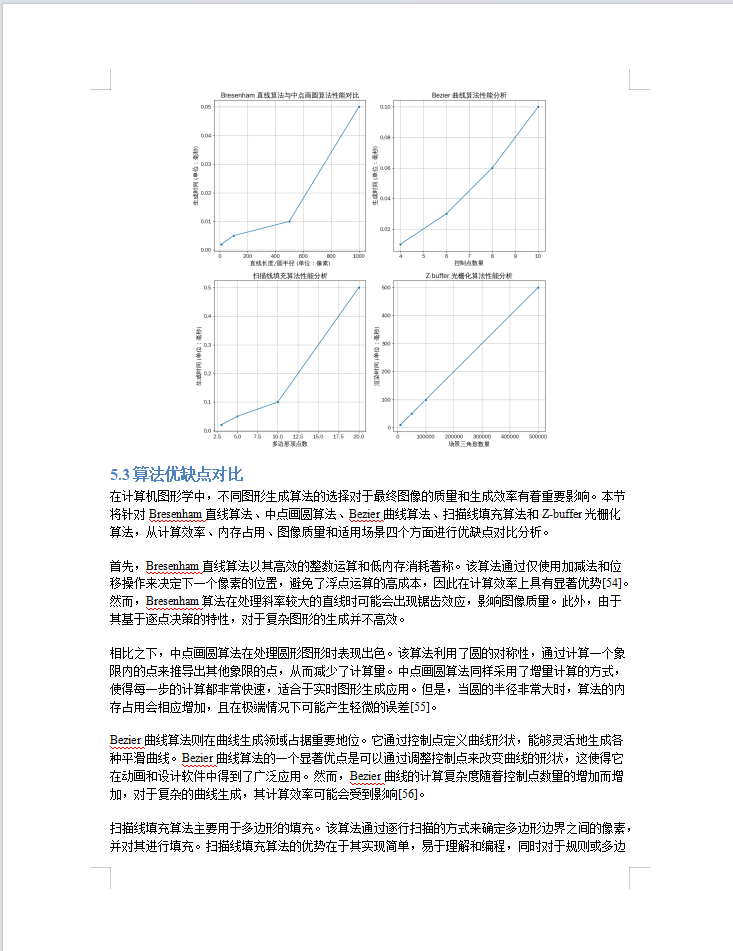 Bresenham 直线算法与中点画圆算法性能对比
0.05
0.04
0.03
0.02
0.01
0.00
生成时间 (单位：毫秒)
0 200 400 600 800 1000
直线长度/圆半径 (单位：像素)
Bezier 曲线算法性能分析
0.10
0.08
0.06
0.04
0.02
生成时间 (单位：毫秒)
4 5 6 7 8 9 10
控制点数量
扫描线填充算法性能分析
0.5
0.4
0.3
0.2
0.1
0.0
生成时间 (单位：毫秒)
2.5 5.0 7.5 10.0 12.5 15.0 17.5 20.0
多边形顶点数
Z-buffer 光栅化算法性能分析
500
400
300
200
100
0
渲染时间 (单位：毫秒)
0 100000 200000 300000 400000 500000
场景三角形数量
5.3 算法优缺点对比
在计算机图形学中，不同图形生成算法的选择对于最终图像的质量和生成效率有着重要影响。本节
将针对 Bresenham 直线算法、中点画圆算法、Bezier 曲线算法、扫描线填充算法和 Z-buffer 光栅化
算法，从计算效率、内存占用、图像质量和适用场景四个方面进行优缺点对比分析。
首先，Bresenham 直线算法以其高效的整数运算和低内存消耗著称。该算法通过仅使用加减法和位
移操作来决定下一个像素的位置，避免了浮点运算的高成本，因此在计算效率上具有显著优势[54]。
然而，Bresenham 算法在处理斜率较大的直线时可能会出现锯齿效应，影响图像质量。此外，由于
其基于逐点决策的特性，对于复杂图形的生成并不高效。
相比之下，中点画圆算法在处理圆形图形时表现出色。该算法利用了圆的对称性，通过计算一个象
限内的点来推导出其他象限的点，从而减少了计算量。中点画圆算法同样采用了增量计算的方式，
使得每一步的计算都非常快速，适合于实时图形生成应用。但是，当圆的半径非常大时，算法的内
存占用会相应增加，且在极端情况下可能产生轻微的误差[55]。
Bezier 曲线算法则在曲线生成领域占据重要地位。它通过控制点定义曲线形状，能够灵活地生成各
种平滑曲线。Bezier 曲线算法的一个显著优点是可以通过调整控制点来改变曲线的形状，这使得它
在动画和设计软件中得到了广泛应用。然而，Bezier 曲线的计算复杂度随着控制点数量的增加而增
加，对于复杂的曲线生成，其计算效率可能会受到影响[56]。
扫描线填充算法主要用于多边形的填充。该算法通过逐行扫描的方式来确定多边形边界之间的像素，
并对其进行填充。扫描线填充算法的优势在于其实现简单，易于理解和编程，同时对于规则或多边